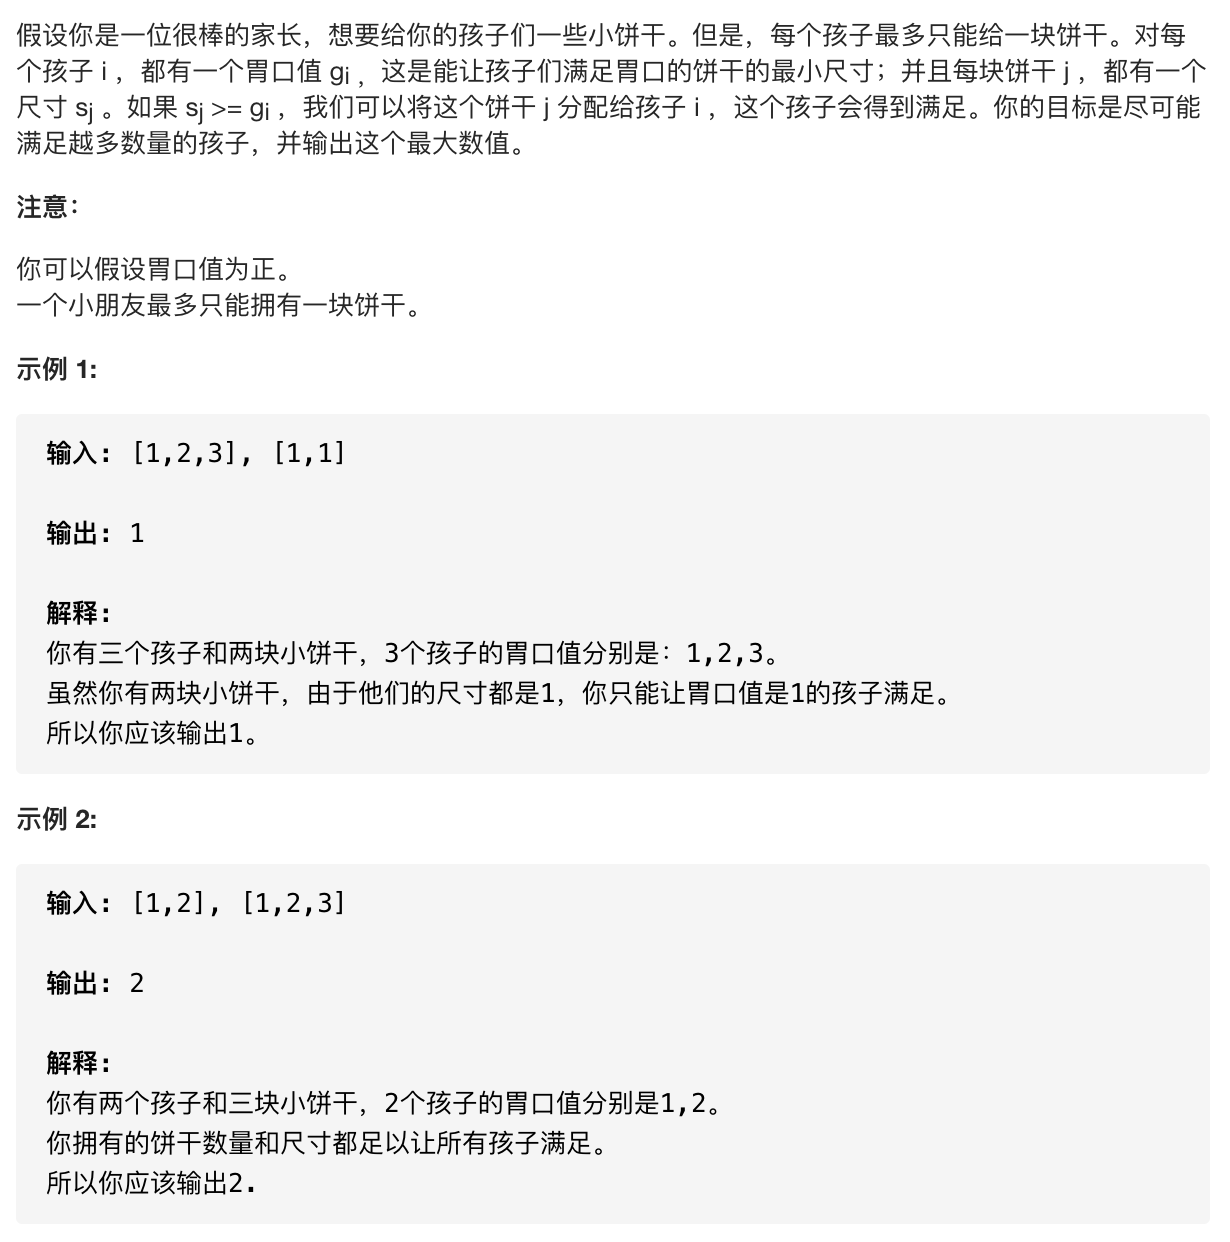 假设你是一位很棒的家长，想要给你的孩子们一些小饼干。但是，每个孩子最多只能给一块饼干。对每
个孩子 i ，都有一个胃口值 gi ，这是能让孩子们满足胃口的饼干的最小尺寸；并且每块饼干 j ，都有一个
尺寸 sj 。如果 sj >= gi ，我们可以将这个饼干 j 分配给孩子 i ，这个孩子会得到满足。你的目标是尽可能
满足越多数量的孩子，并输出这个最大数值。
注意：
你可以假设胃口值为正。
一个小朋友最多只能拥有一块饼干。
示例 1:
输入: [1,2,3], [1,1]
输出: 1
解释:
你有三个孩子和两块小饼干，3个孩子的胃口值分别是：1,2,3。
虽然你有两块小饼干，由于他们的尺寸都是1，你只能让胃口值是1的孩子满足。
所以你应该输出1。
示例 2:
输入: [1,2], [1,2,3]
输出: 2
解释:
你有两个孩子和三块小饼干，2个孩子的胃口值分别是1,2。
你拥有的饼干数量和尺寸都足以让所有孩子满足。
所以你应该输出2.